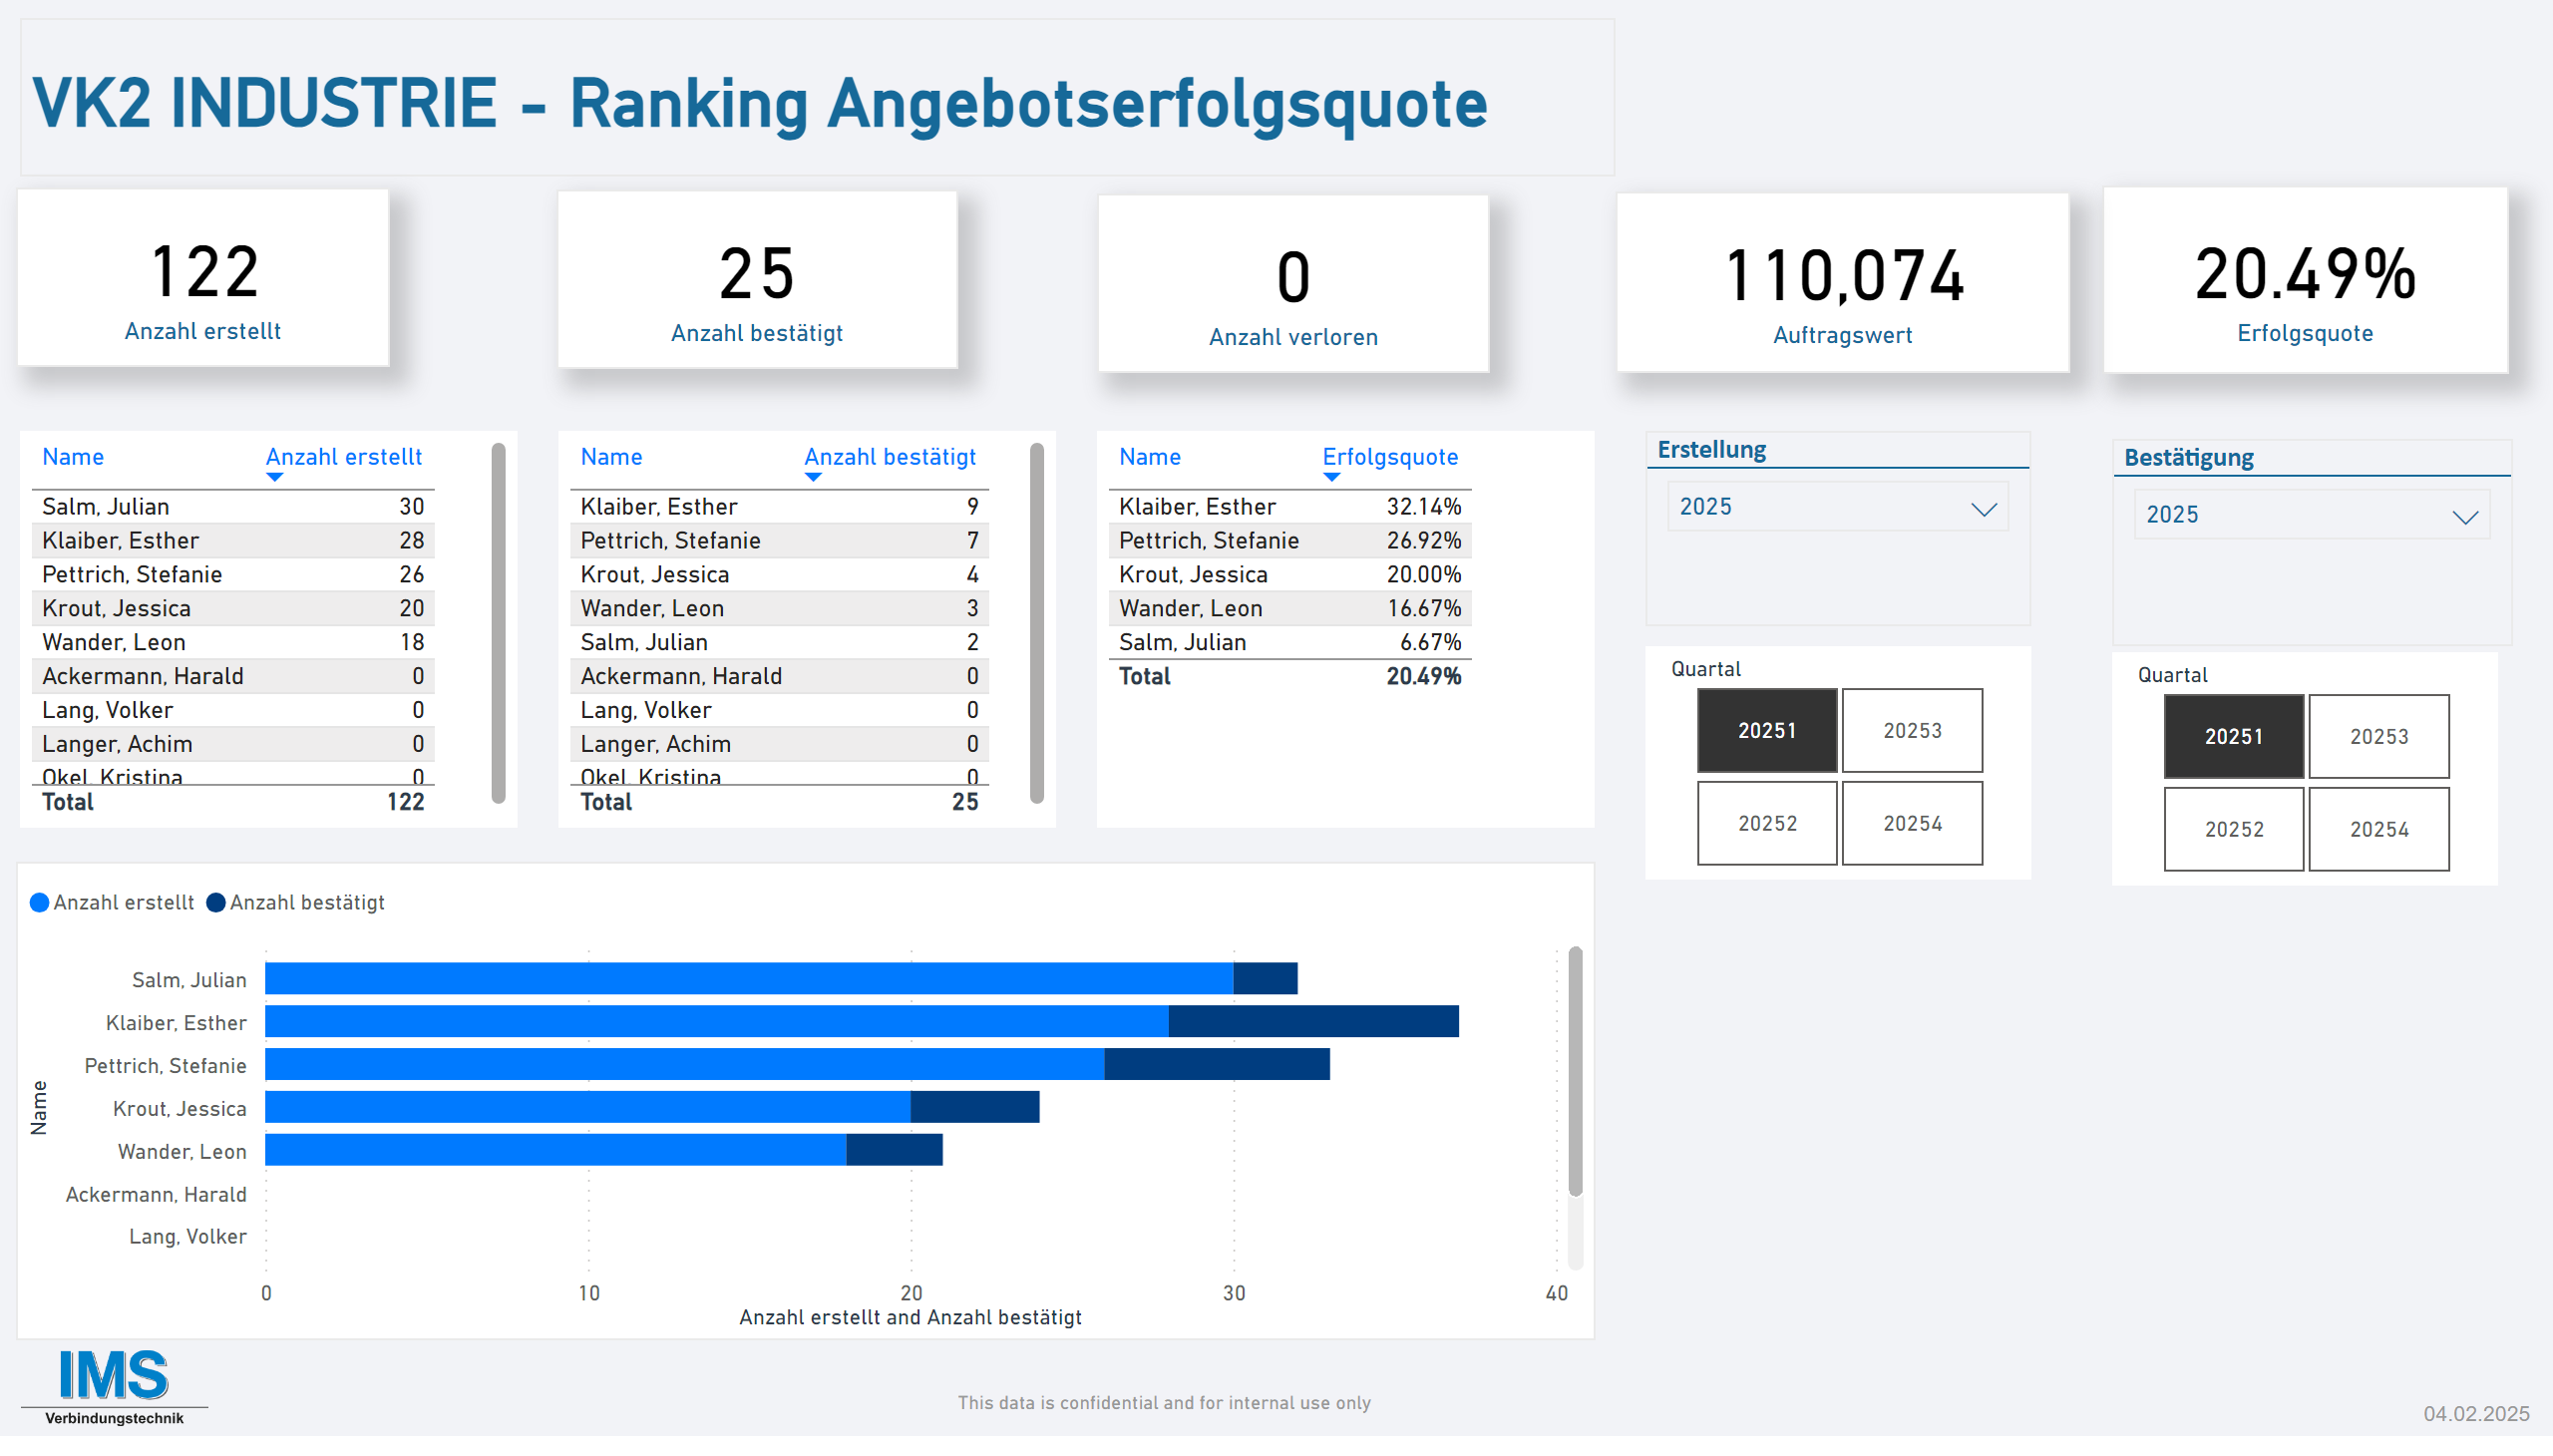 VK2 INDUSTRIE - Ranking Angebotserfolgsquote
122
Anzahl erstellt
25
Anzahl bestätigt
0
Anzahl verloren
110,074
Auftragswert
20.49%
Erfolgsquote
Name Anzahl erstellt
Salm, Julian 30
Klaiber, Esther 28
Pettrich, Stefanie 26
Krout, Jessica 20
Wander, Leon 18
Ackermann, Harald 0
Lang, Volker 0
Langer, Achim 0
Okel, Kristina 0
Total 122
Name Anzahl bestätigt
Klaiber, Esther 9
Pettrich, Stefanie 7
Krout, Jessica 4
Wander, Leon 3
Salm, Julian 2
Ackermann, Harald 0
Lang, Volker 0
Langer, Achim 0
Okel, Kristina 0
Total 25
Name Erfolgsquote
Klaiber, Esther 32.14%
Pettrich, Stefanie 26.92%
Krout, Jessica 20.00%
Wander, Leon 16.67%
Salm, Julian 6.67%
Total 20.49%
Erstellung
2025
Quartal
20251 20253
20252 20254
Bestätigung
2025
Quartal
20251 20253
20252 20254
Anzahl erstellt Anzahl bestätigt
Name
Salm, Julian
Klaiber, Esther
Pettrich, Stefanie
Krout, Jessica
Wander, Leon
Ackermann, Harald
Lang, Volker
0 10 20 30 40
Anzahl erstellt and Anzahl bestätigt
IMS
Verbindungstechnik
This data is confidential and for internal use only
04.02.2025